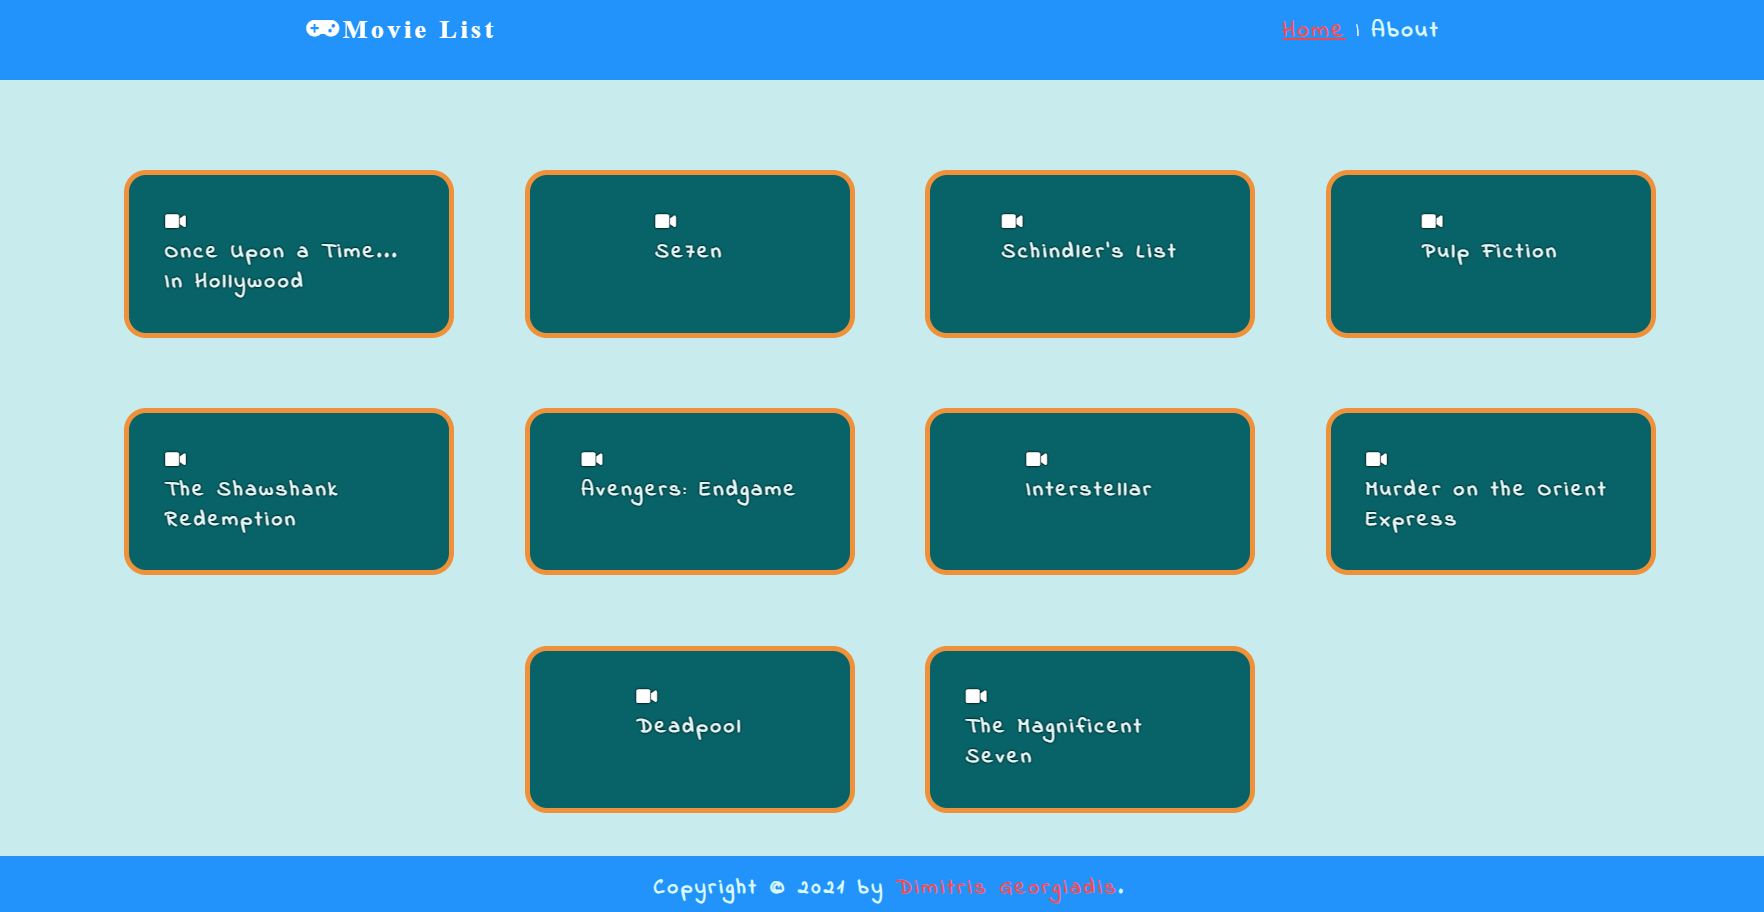 Movie List
Home | About
Once Upon a Time...
In Hollywood
Se7en
Schindler's List
Pulp Fiction
The Shawshank
Redemption
Avengers: Endgame
Interstellar
Murder on the Orient
Express
Deadpool
The Magnificent
Seven
Copyright © 2021 by Dimitris Georgiadis.